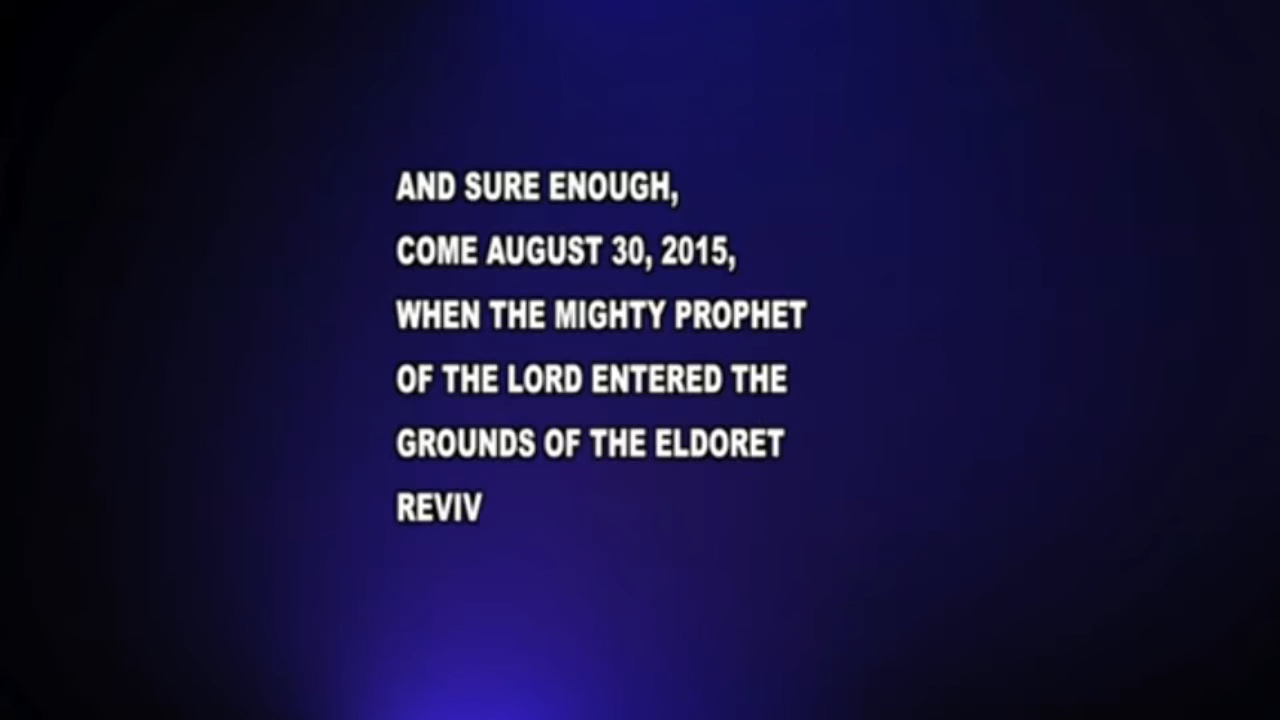 AND SURE ENOUGH,
COME AUGUST 30, 2015,
WHEN THE MIGHTY PROPHET
OF THE LORD ENTERED THE
GROUNDS OF THE ELDORET
REVIV